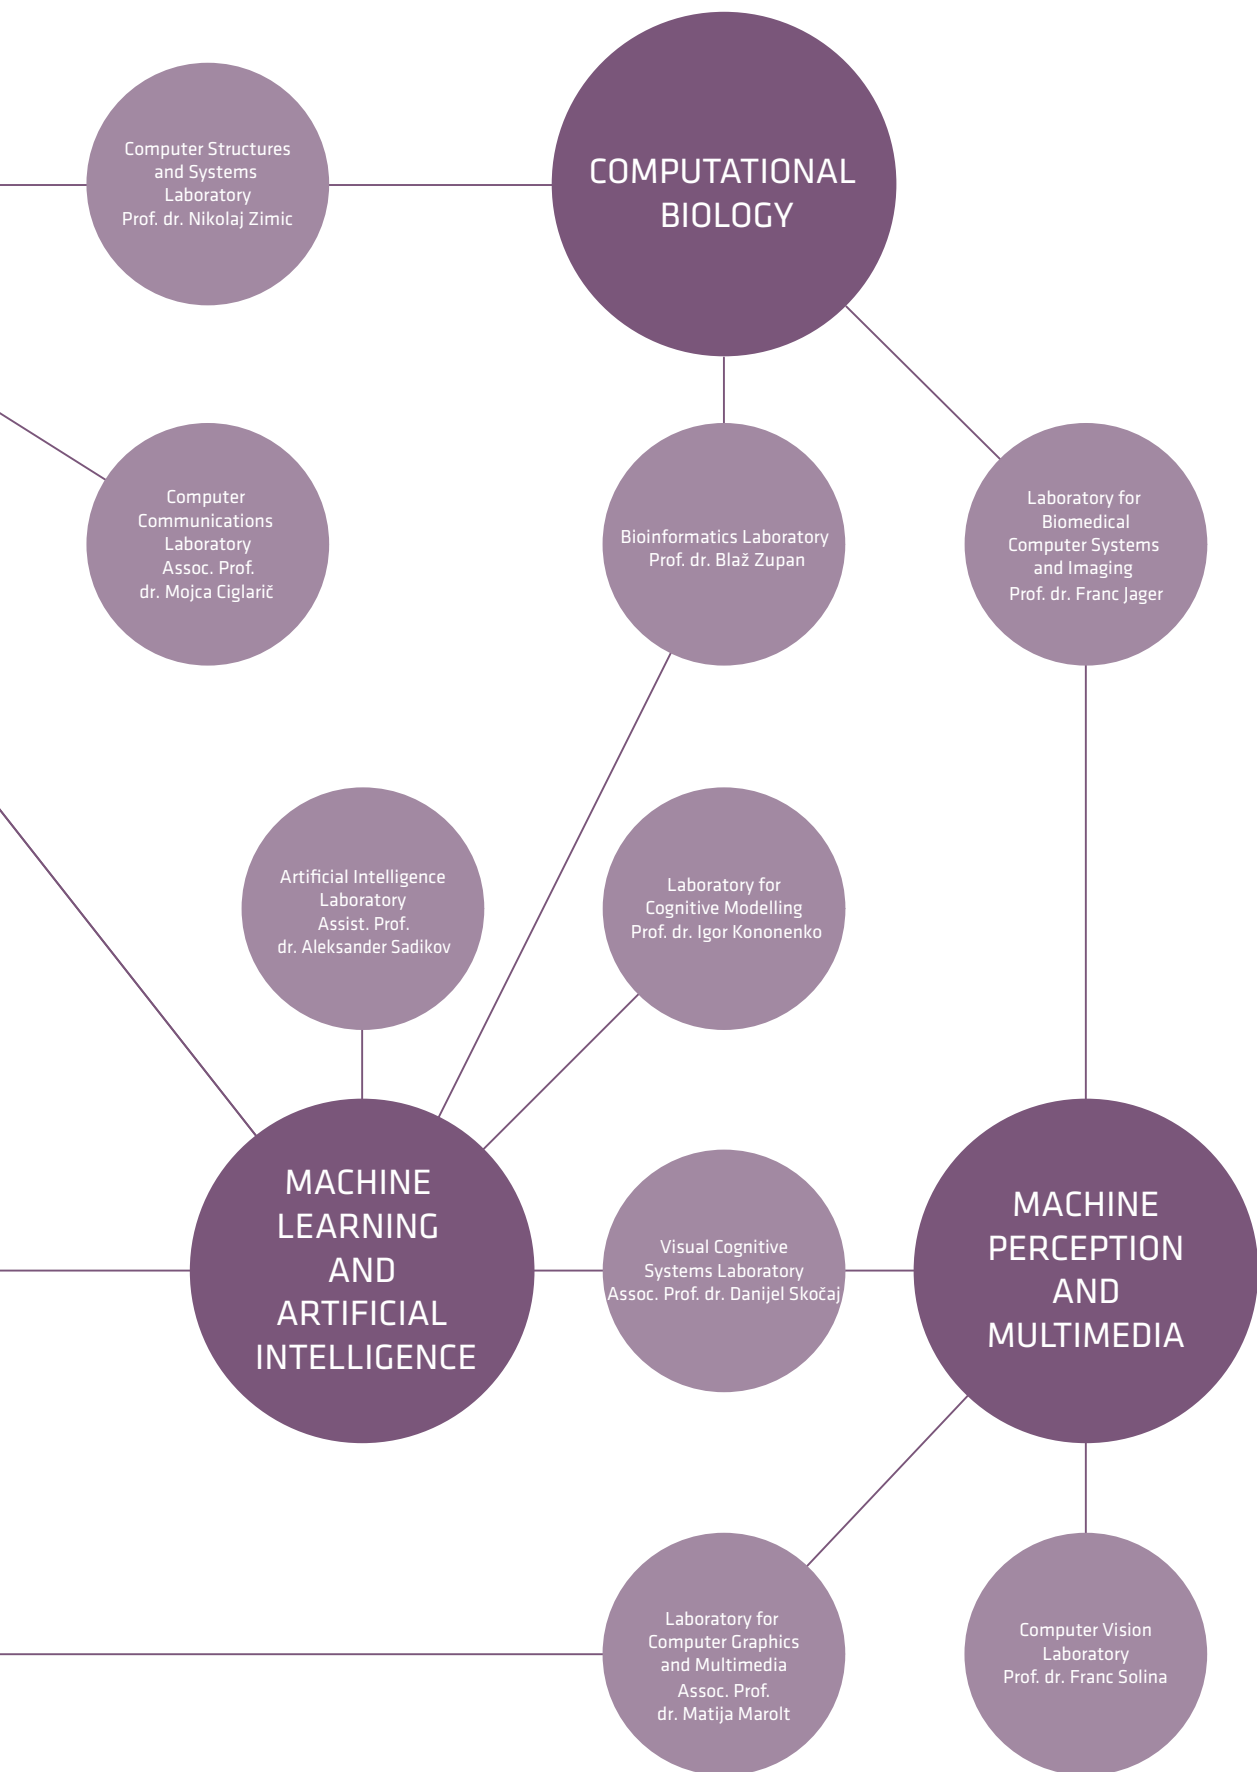 Computer Structures
and Systems
Laboratory
Prof. dr. Nikolaj Zimic
COMPUTATIONAL
BIOLOGY
Computer
Communications
Laboratory
Assoc. Prof.
dr. Mojca Ciglarič
Bioinformatics Laboratory
Prof. dr. Blaž Zupan
Laboratory for
Biomedical
Computer Systems
and Imaging
Prof. dr. Franc Jager
Artificial Intelligence
Laboratory
Assist. Prof.
dr. Aleksander Sadikov
Laboratory for
Cognitive Modelling
Prof. dr. Igor Kononenko
MACHINE
LEARNING
AND
ARTIFICIAL
INTELLIGENCE
Visual Cognitive
Systems Laboratory
Assoc. Prof. dr. Danijel Skočaj
MACHINE
PERCEPTION
AND
MULTIMEDIA
Laboratory for
Computer Graphics
and Multimedia
Assoc. Prof.
dr. Matija Marolt
Computer Vision
Laboratory
Prof. dr. Franc Solina